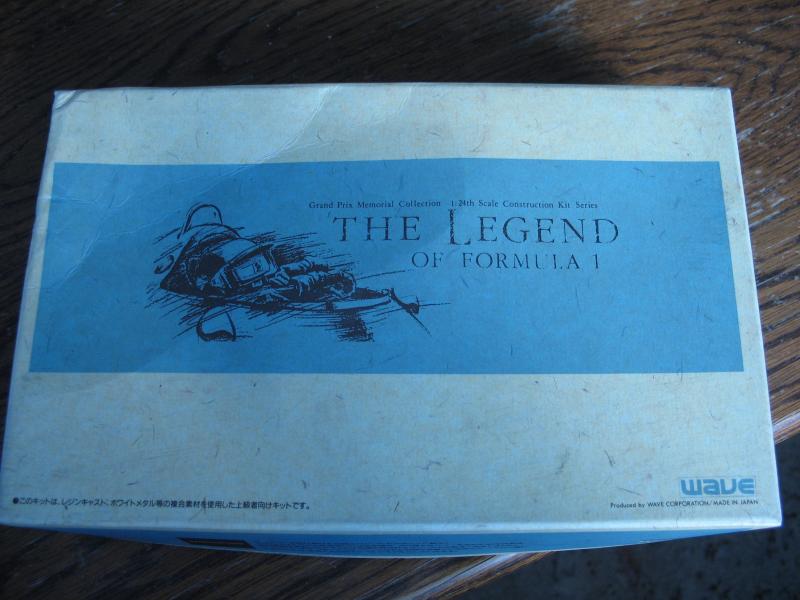 Grand Prix Memorial Collection 1:24th Scale Construction Kit Series
THE LEGEND
OF FORMULA 1
wave
●このキットは、レジンキャスト、ホワイトメタル等の複合素材を使用した上級者向けキットです。
Produced by WAVE CORPORATION/MADE IN JAPAN